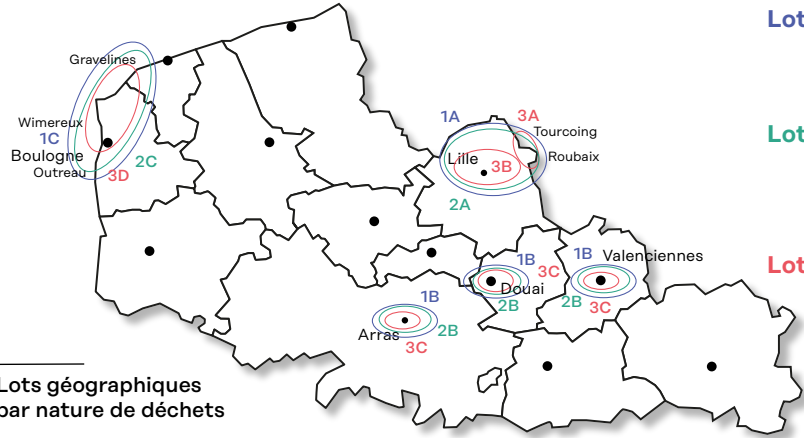 Lot
Gravelines
1A
3A
Tourcoing
Wimereux
1C
Boulogne
2C
Outreau
3D
Lot
Lille
3B
Roubaix
2A
Lot
1B
3C
Douai
2B
1B
Valenciennes
2B
3C
1B
Arras
2B
3C
Lots géographiques
par nature de déchets